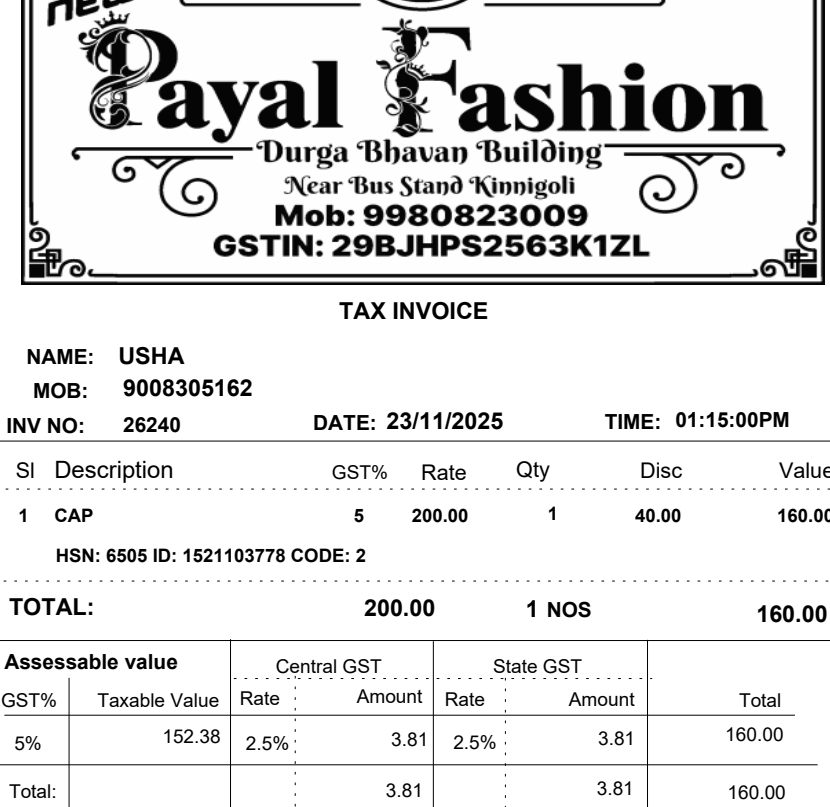 new
Payal Fashion
Durga Bhavan Building
Near Bus Stand Kinnigoli
Mob: 9980823009
GSTIN: 29BJHPS2563K1ZL
TAX INVOICE
NAME: USHA
MOB: 9008305162
INV NO: 26240 DATE: 23/11/2025 TIME: 01:15:00PM
Sl Description GST% Rate Qty Disc Value
1 CAP 5 200.00 1 40.00 160.00
HSN: 6505 ID: 1521103778 CODE: 2
TOTAL: 200.00 1 NOS 160.00
Assessable value Central GST State GST
GST% Taxable Value Rate Amount Rate Amount Total
5% 152.38 2.5% 3.81 2.5% 3.81 160.00
Total: 3.81 3.81 160.00